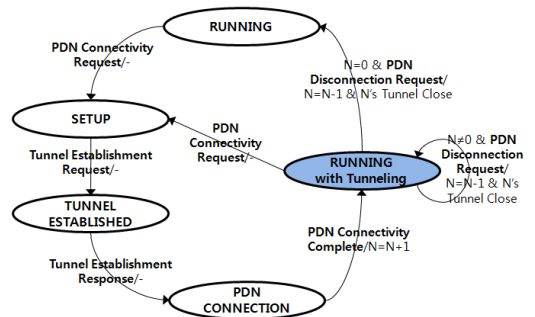 RUNNING
PDN Connectivity
Request/-
N=0 & PDN
Disconnection Request/
N=N-1 & N's Tunnel Close
SETUP
PDN
Connectivity
Request/-
N≠0 & PDN
Disconnection
Request/
N=N-1 & N's
Tunnel Close
Tunnel Establishment
Request/-
RUNNING
with Tunneling
TUNNEL
ESTABLISHED
PDN Connectivity
Complete/N=N+1
Tunnel Establishment
Response/-
PDN
CONNECTION